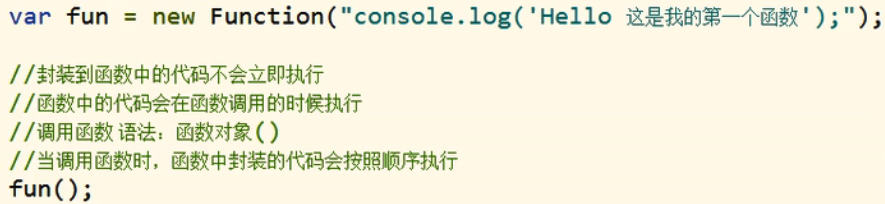 var fun = new Function("console.log('Hello 这是我的第一个函数');");
//封装到函数中的代码不会立即执行
//函数中的代码会在函数调用的时候执行
//调用函数 语法：函数对象()
//当调用函数时，函数中封装的代码会按照顺序执行
fun();